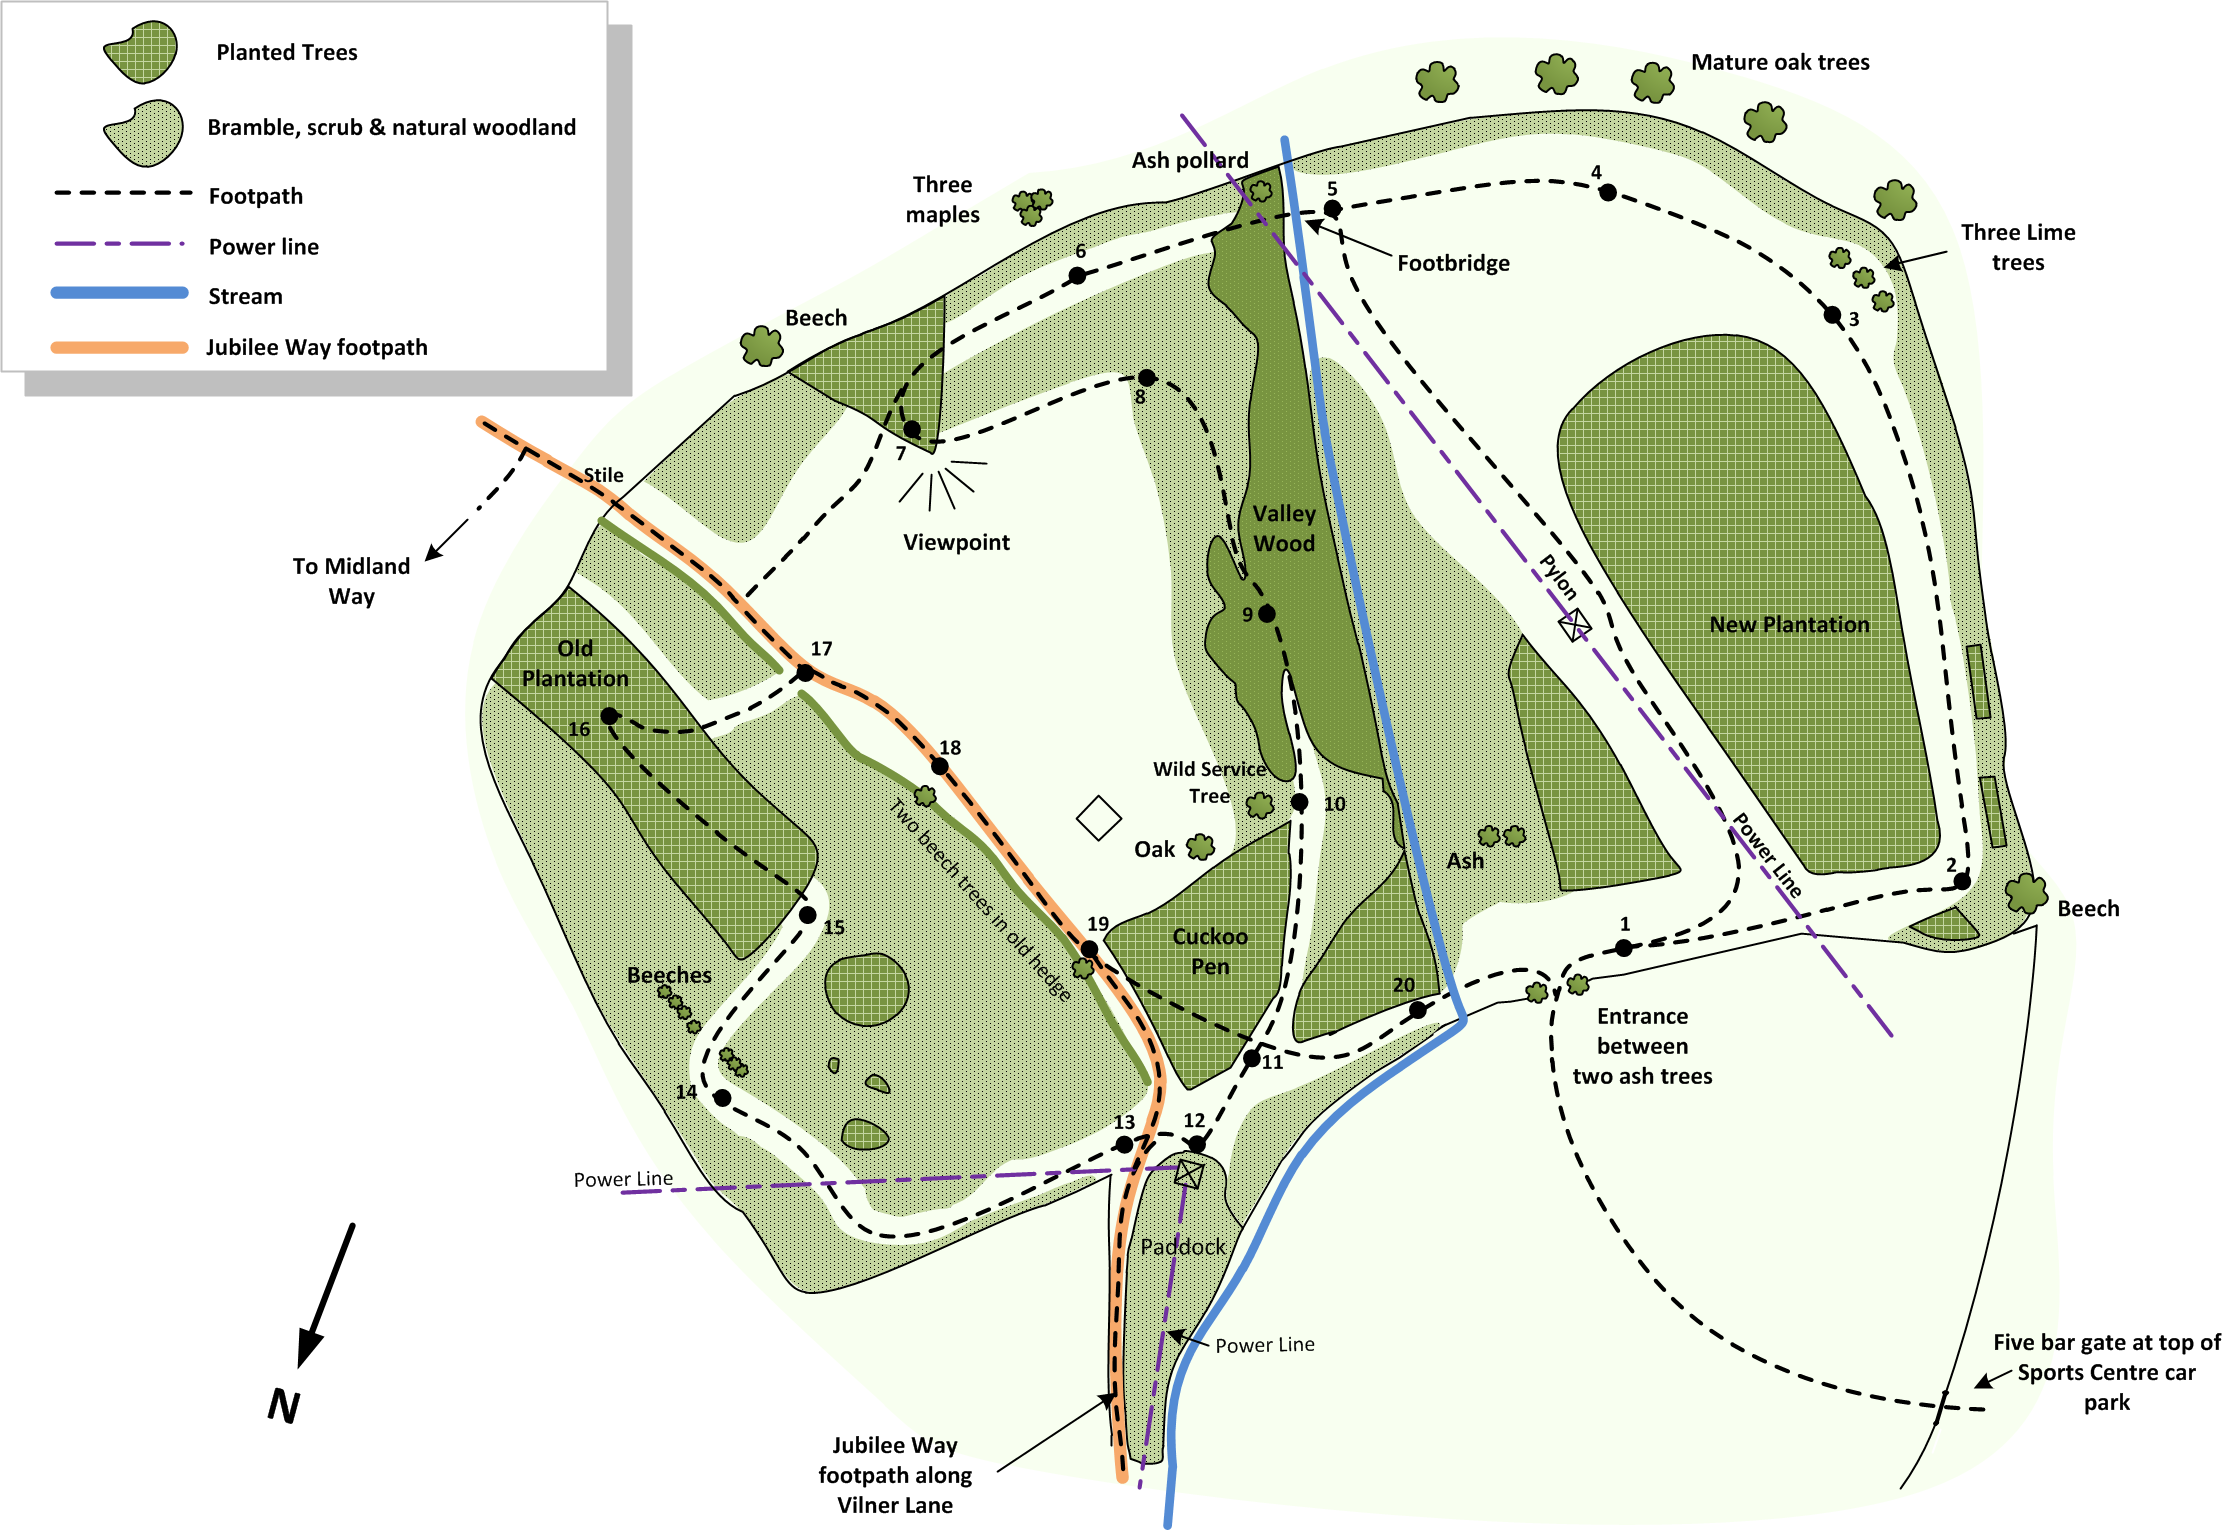 Planted Trees
Bramble, scrub & natural woodland
Footpath
Power line
Stream
Jubilee Way footpath
Mature oak trees
Ash pollard
Three
maples
5
4
Footbridge
Three Lime
trees
6
3
Beech
8
7
Stile
Viewpoint
Valley
Wood
To Midland
Way
Pylon
9
New Plantation
Old
Plantation
17
16
18
Wild Service
Tree
10
Oak
Ash
Two beech trees in old hedge
Power Line
2
Beech
15
19
Cuckoo
Pen
1
Beeches
20
Entrance
between
two ash trees
11
14
13
12
Power Line
Paddock
Power Line
N
Five bar gate at top of
Sports Centre car
park
Jubilee Way
footpath along
Vilner Lane